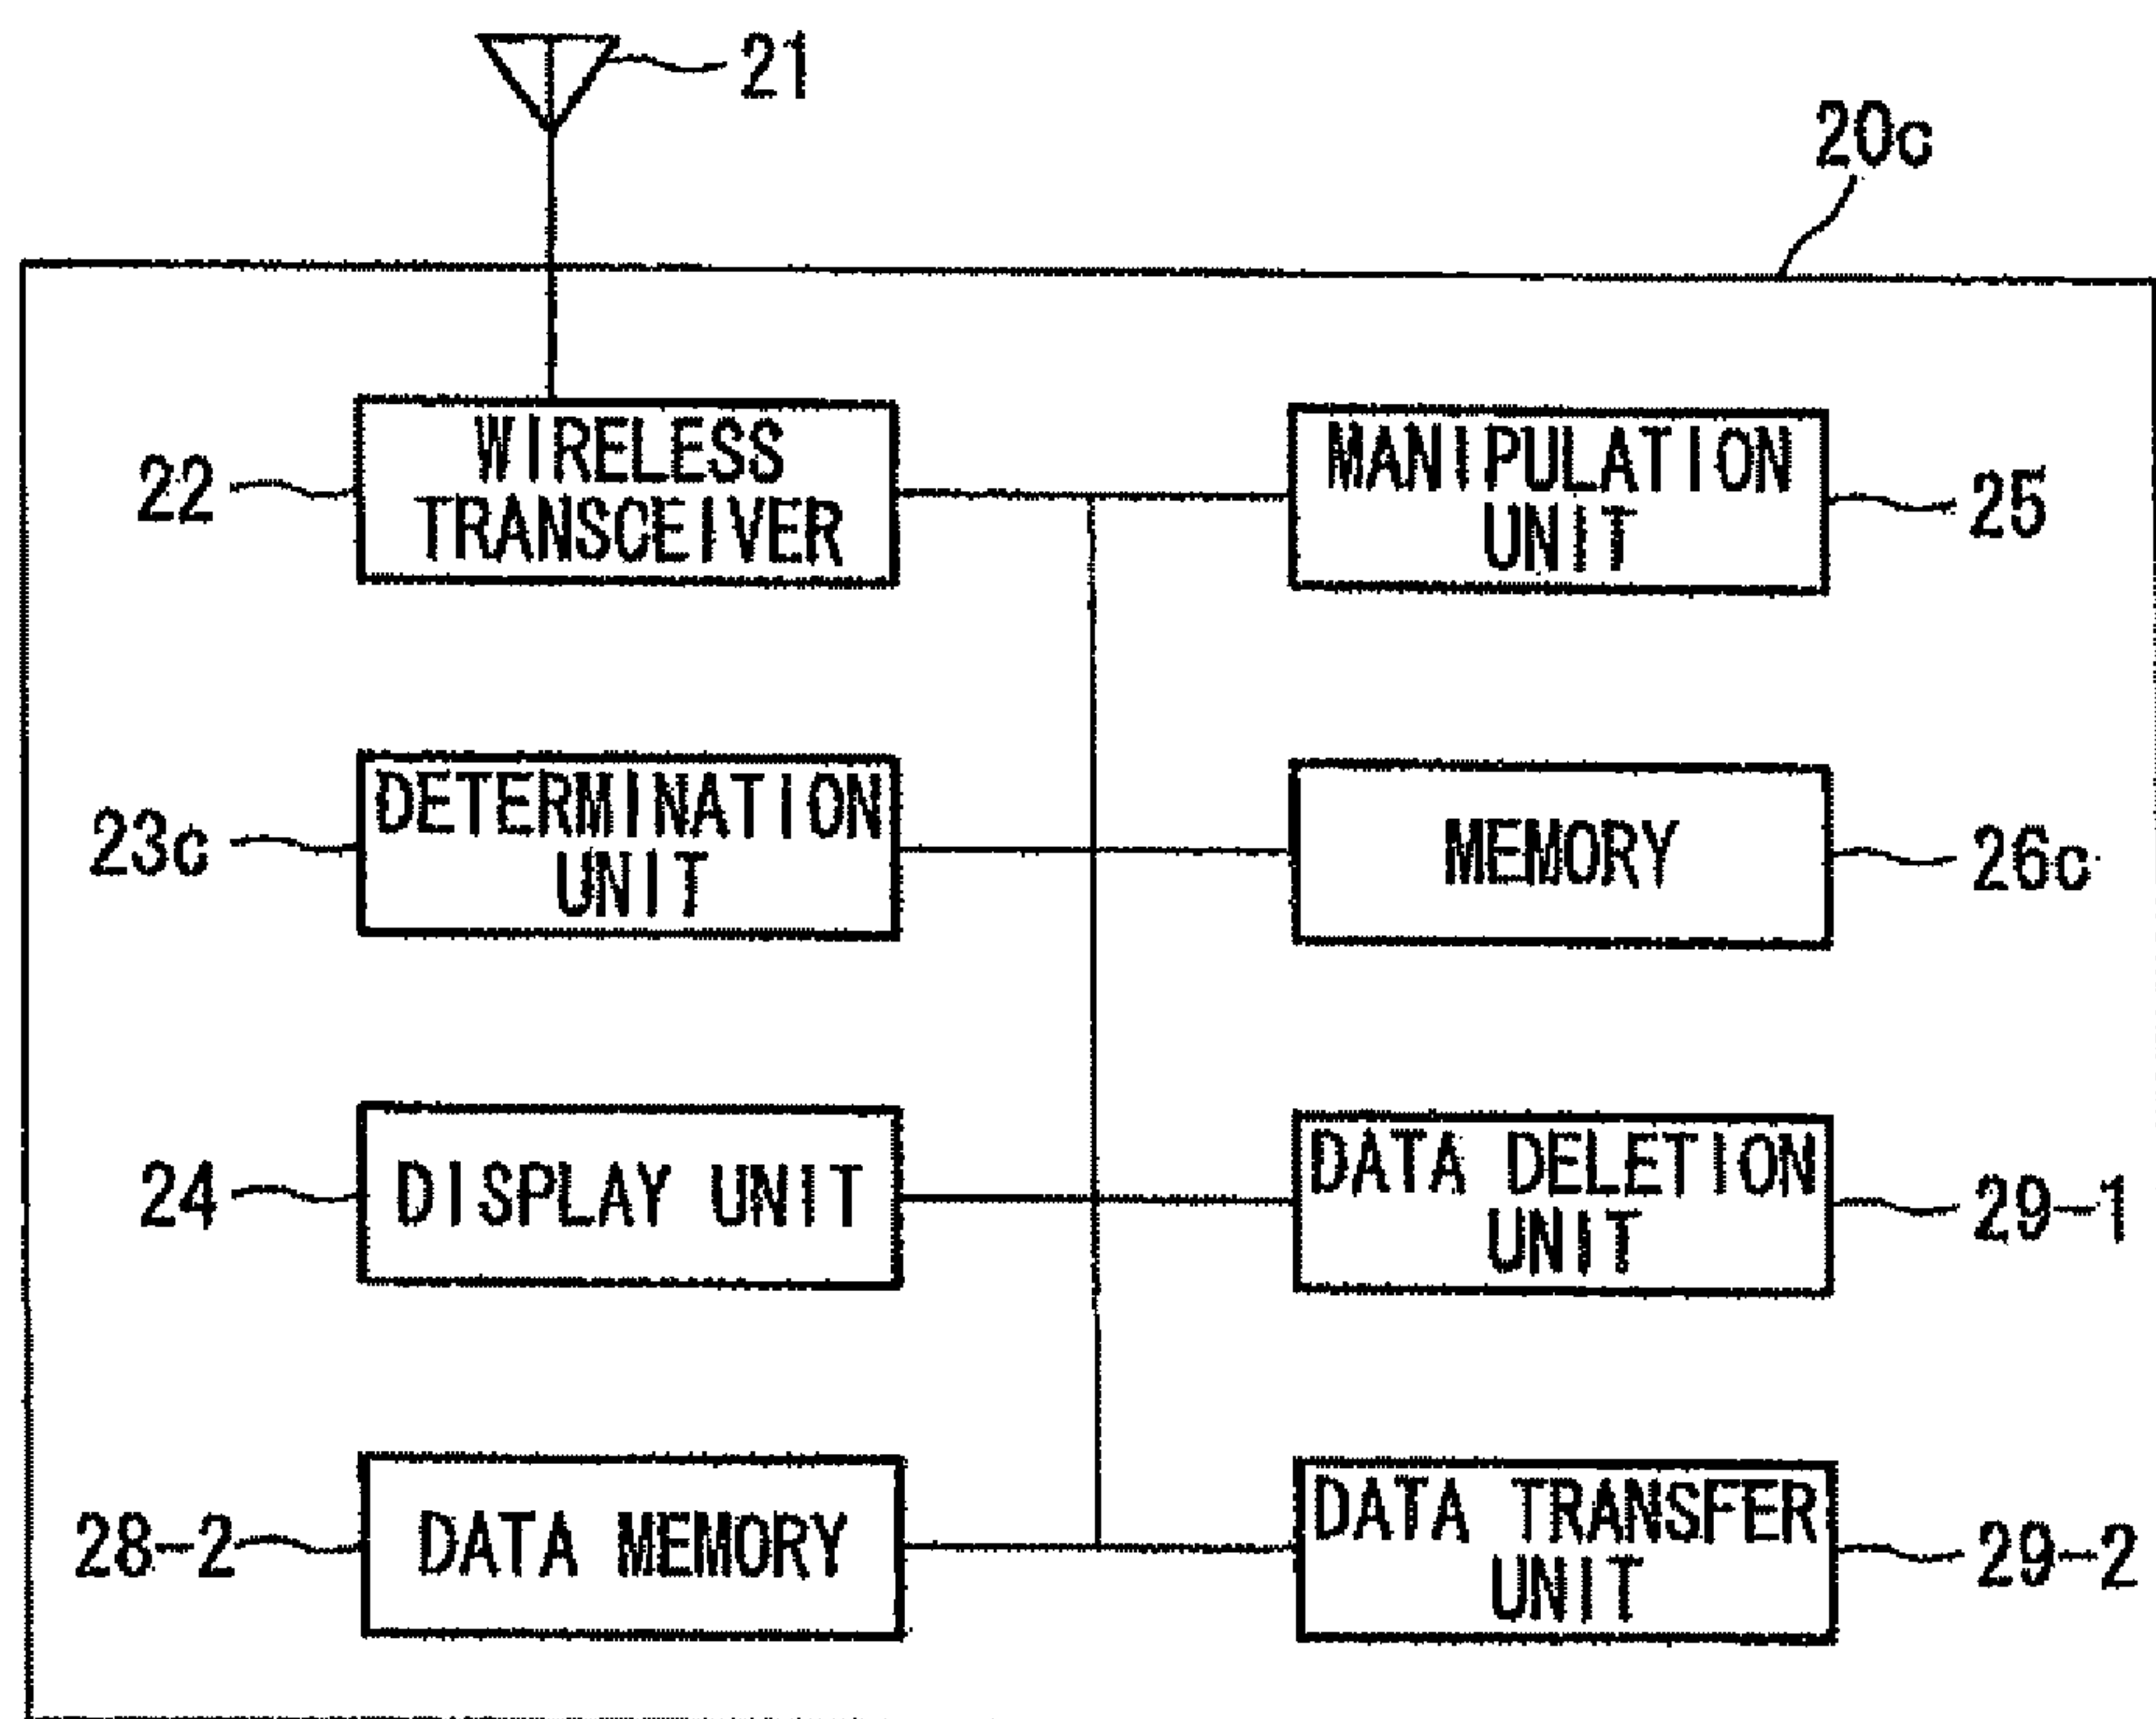 21
20c
22
WIRELESS
TRANSCEIVER
MANIPULATION
UNIT
25
23c
DETERMINATION
UNIT
MEMORY
26c
24
DISPLAY UNIT
DATA DELETION
UNIT
29-1
28-2
DATA MEMORY
DATA TRANSFER
UNIT
29-2